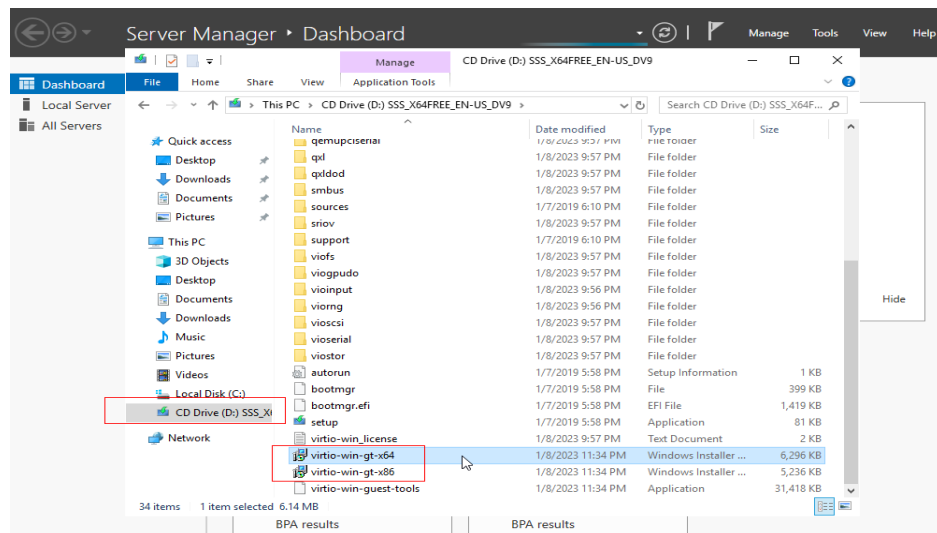 Server Manager ‣ Dashboard
Manage Tools View Help
Manage
CD Drive (D:) SSS_X64FREE_EN-US_DV9
File Home Share View Application Tools
This PC > CD Drive (D:) SSS_X64FREE_EN-US_DV9 >
Search CD Drive (D:) SSS_X64F...
Dashboard
Local Server
All Servers
Quick access
Desktop
Downloads
Documents
Pictures
This PC
3D Objects
Desktop
Documents
Downloads
Music
Pictures
Videos
Local Disk (C:)
CD Drive (D:) SSS_X
Network
Name Date modified Type Size
qemupciserial 1/8/2023 9:57 PM File folder
qxl 1/8/2023 9:57 PM File folder
qxldod 1/8/2023 9:57 PM File folder
smbus 1/8/2023 9:57 PM File folder
sources 1/7/2019 6:10 PM File folder
sriov 1/8/2023 9:57 PM File folder
support 1/7/2019 6:10 PM File folder
viofs 1/8/2023 9:57 PM File folder
viogpudo 1/8/2023 9:57 PM File folder
vioinput 1/8/2023 9:56 PM File folder
viorng 1/8/2023 9:56 PM File folder
vioscsi 1/8/2023 9:57 PM File folder
vioserial 1/8/2023 9:57 PM File folder
viostor 1/8/2023 9:57 PM File folder
autorun 1/7/2019 5:58 PM Setup Information 1 KB
bootmgr 1/7/2019 5:58 PM File 399 KB
bootmgr.efi 1/7/2019 5:58 PM EFI File 1,419 KB
setup 1/7/2019 5:58 PM Application 81 KB
virtio-win_license 1/8/2023 9:57 PM Text Document 2 KB
virtio-win-gt-x64 1/8/2023 11:34 PM Windows Installer ... 6,296 KB
virtio-win-gt-x86 1/8/2023 11:34 PM Windows Installer ... 5,236 KB
virtio-win-guest-tools 1/8/2023 11:34 PM Application 31,418 KB
34 items 1 item selected 6.14 MB
Hide
BPA results
BPA results